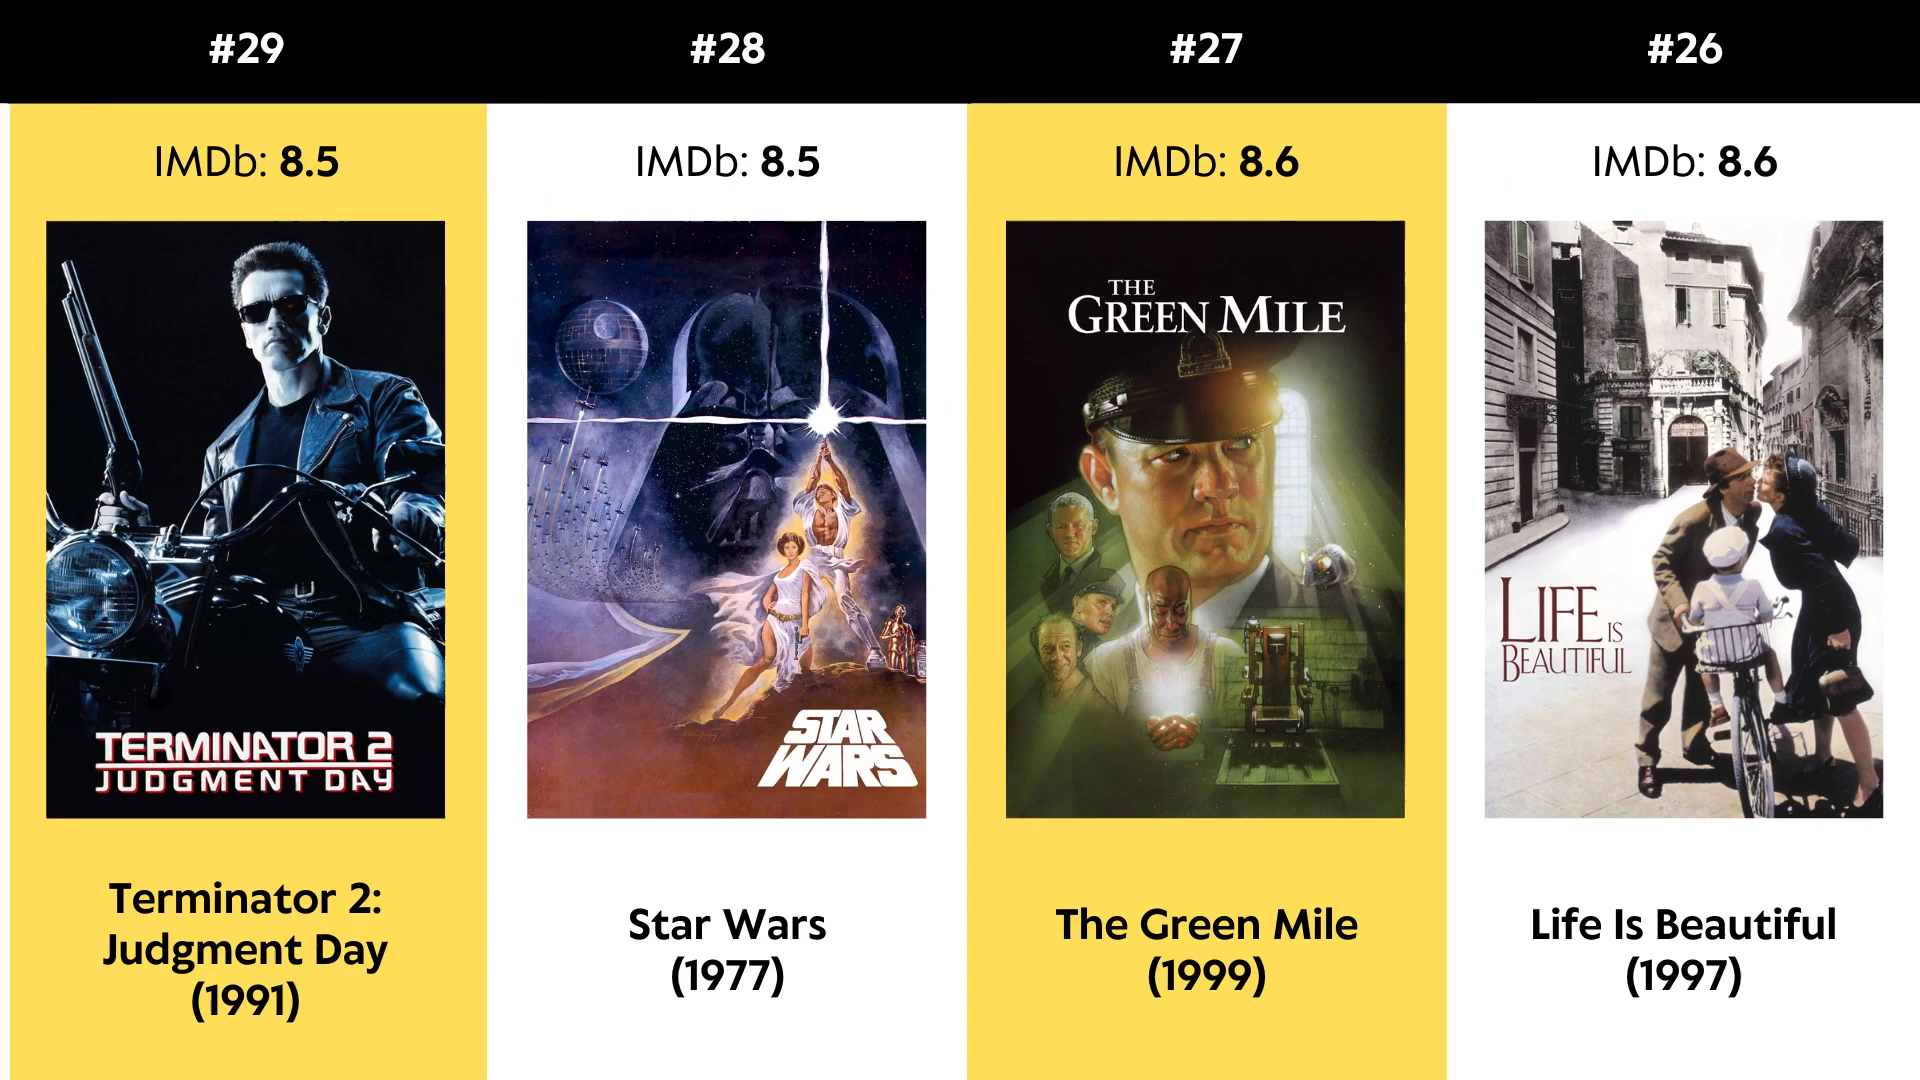 #29
#28
#27
#26
IMDb: 8.5
IMDb: 8.5
IMDb: 8.6
IMDb: 8.6
TERMINATOR 2
JUDGMENT DAY
STAR
WARS
THE
GREEN MILE
LIFE IS
BEAUTIFUL
Terminator 2:
Judgment Day
(1991)
Star Wars
(1977)
The Green Mile
(1999)
Life Is Beautiful
(1997)